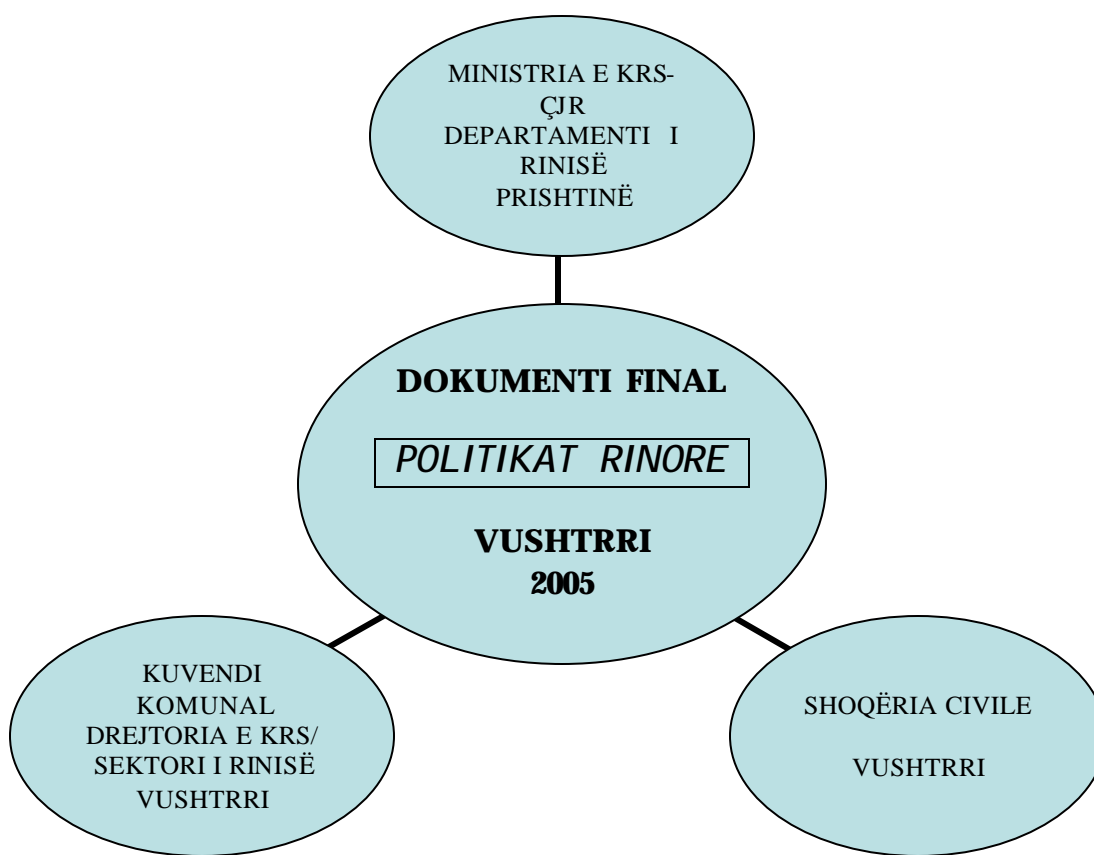 MINISTRIA E KRS-
ÇJR
DEPARTAMENTI I
RINISË
PRISHTINË
DOKUMENTI FINAL
POLITIKAT RINORE
VUSHTRRI
2005
KUVENDI
KOMUNAL
DREJTORIA E KRS/
SEKTORI I RINISË
VUSHTRRI
SHOQËRIA CIVILE
VUSHTRRI